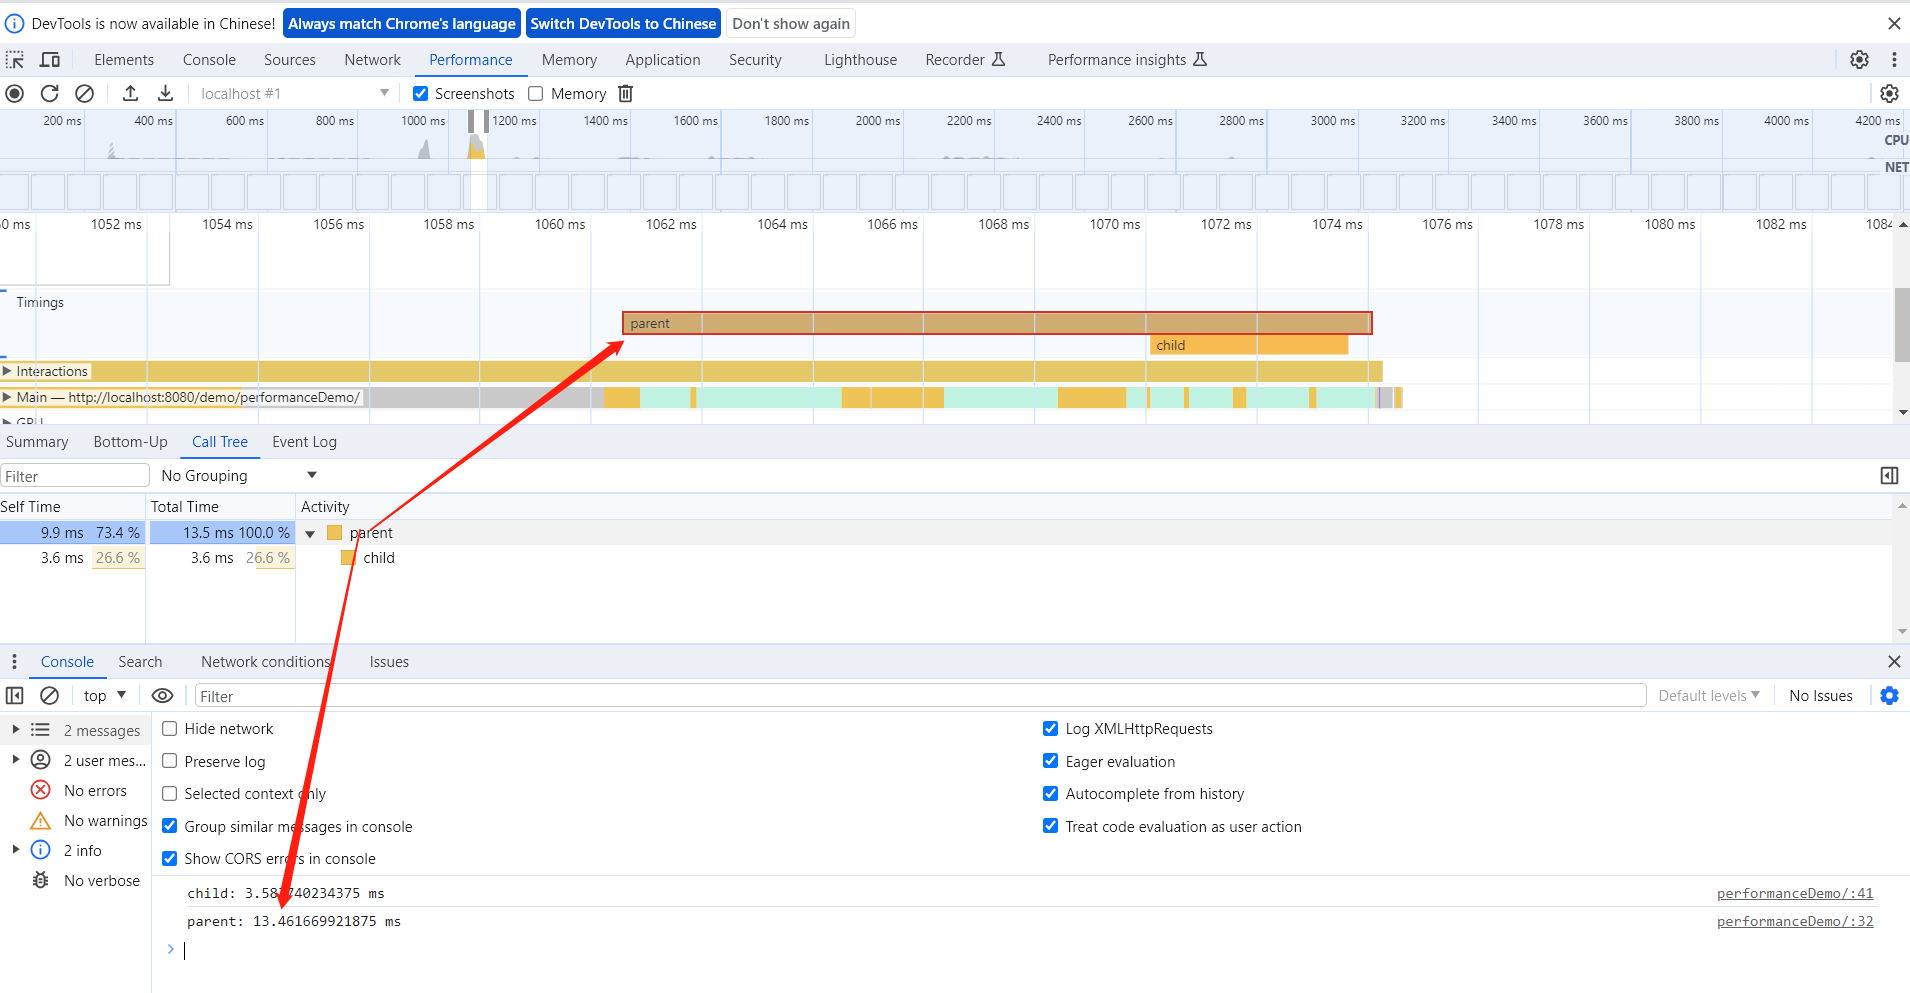 DevTools is now available in Chinese! Always match Chrome's language Switch DevTools to Chinese Don't show again
Elements Console Sources Network Performance Memory Application Security Lighthouse Recorder Performance insights
localhost #1 Screenshots Memory
200 ms 400 ms 600 ms 800 ms 1000 ms 1200 ms 1400 ms 1600 ms 1800 ms 2000 ms 2200 ms 2400 ms 2600 ms 2800 ms 3000 ms 3200 ms 3400 ms 3600 ms 3800 ms 4000 ms 4200 ms
CPU
NET
0 ms 1052 ms 1054 ms 1056 ms 1058 ms 1060 ms 1062 ms 1064 ms 1066 ms 1068 ms 1070 ms 1072 ms 1074 ms 1076 ms 1078 ms 1080 ms 1082 ms 1084
Timings
parent
child
Interactions
Main — http://localhost:8080/demo/performanceDemo/
GPU
Summary Bottom-Up Call Tree Event Log
Filter No Grouping
Self Time Total Time Activity
9.9 ms 73.4 % 13.5 ms 100.0 % parent
3.6 ms 26.6 % 3.6 ms 26.6 % child
Console Search Network conditions Issues
top Filter Default levels No Issues
2 messages
2 user mes...
No errors
No warnings
2 info
No verbose
Hide network
Preserve log
Selected context only
Group similar messages in console
Show CORS errors in console
Log XMLHttpRequests
Eager evaluation
Autocomplete from history
Treat code evaluation as user action
child: ms performanceDemo/:41
parent: 13.461669921875 ms performanceDemo/:32